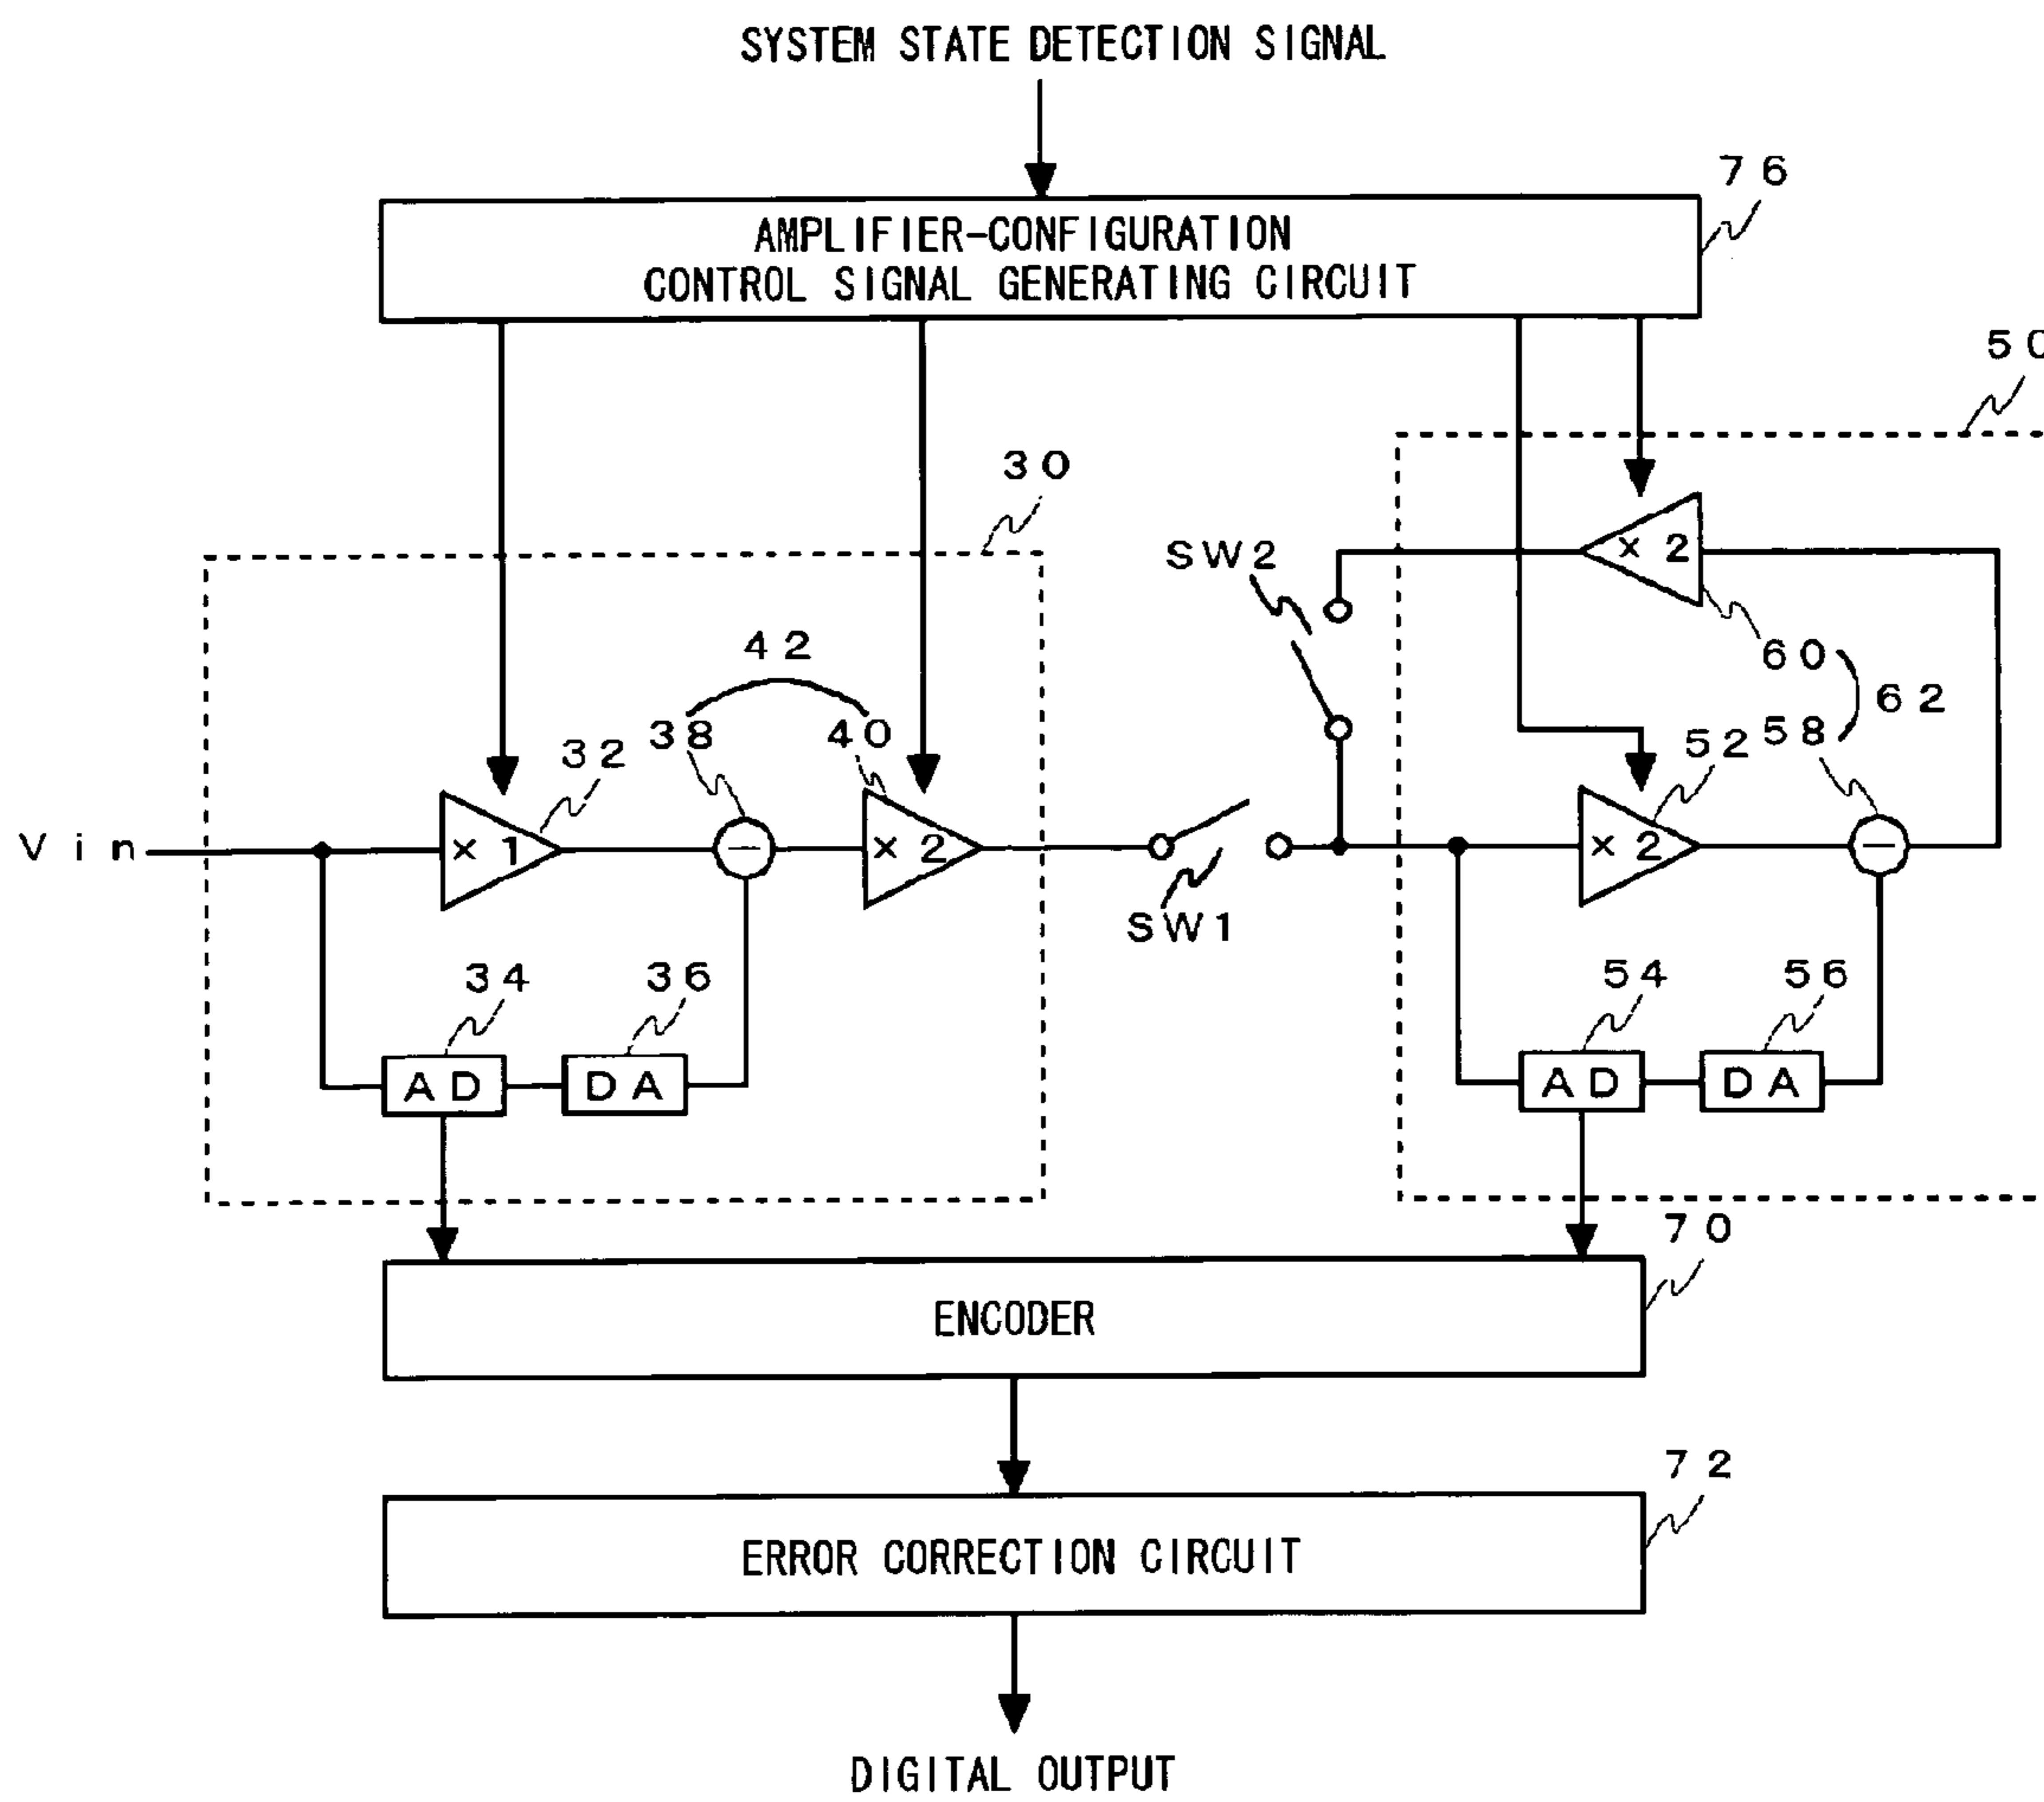 SYSTEM STATE DETECTION SIGNAL
76
AMPLIFIER-CONFIGURATION
CONTROL SIGNAL GENERATING CIRCUIT
50
30
SW2
×2
42
60
62
38
40
32
52
58
Vin
×1
−
×2
×2
−
SW1
34
36
54
56
AD
DA
AD
DA
70
ENCODER
72
ERROR CORRECTION CIRCUIT
DIGITAL OUTPUT